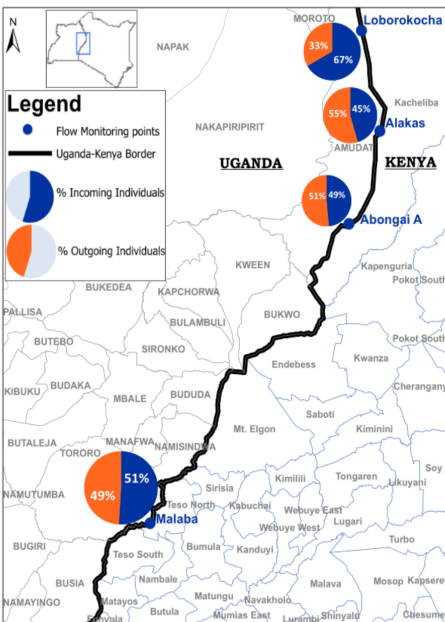 MOROTO
Loborokocha
N
33%
67%
NAPAK
Legend
Flow Monitoring points
Uganda-Kenya Border
% Incoming Individuals
% Outgoing Individuals
Kacheliba
55%
45%
Alakas
NAKAPIRIPIRIT
AMUDAT
UGANDA
KENYA
51%
49%
Abongai A
KWEEN
Kapenguria
Pokot South
BUKEDEA
KAPCHORWA
PALLISA
BULAMBULI
BUKWO
BUTEBO
SIRONKO
Pokot South
Endebess
Kwanza
KIBUKU
BUDAKA
BUDUDA
Cherangany
MBALE
Saboti
Mt. Elgon
Kiminini
BUTALEJA
MANAFWA
NAMISINDWA
TORORO
51%
49%
Soy
Sirisia
Kimilili
Tongaren
Likuyani
NAMUTUMBA
Teso North
Kabuchai
Webuye East
Lugari
Malaba
Webuye West
BUGIRI
Turbo
Teso South
Bumula
Kanduyi
BUSIA
Nambale
Malava
Mosop
Kapseret
NAMAYINGO
Matayos
Matungu
Navakholo
Butula
Mumias East
Lurambi
Shinyalu
Chesumei